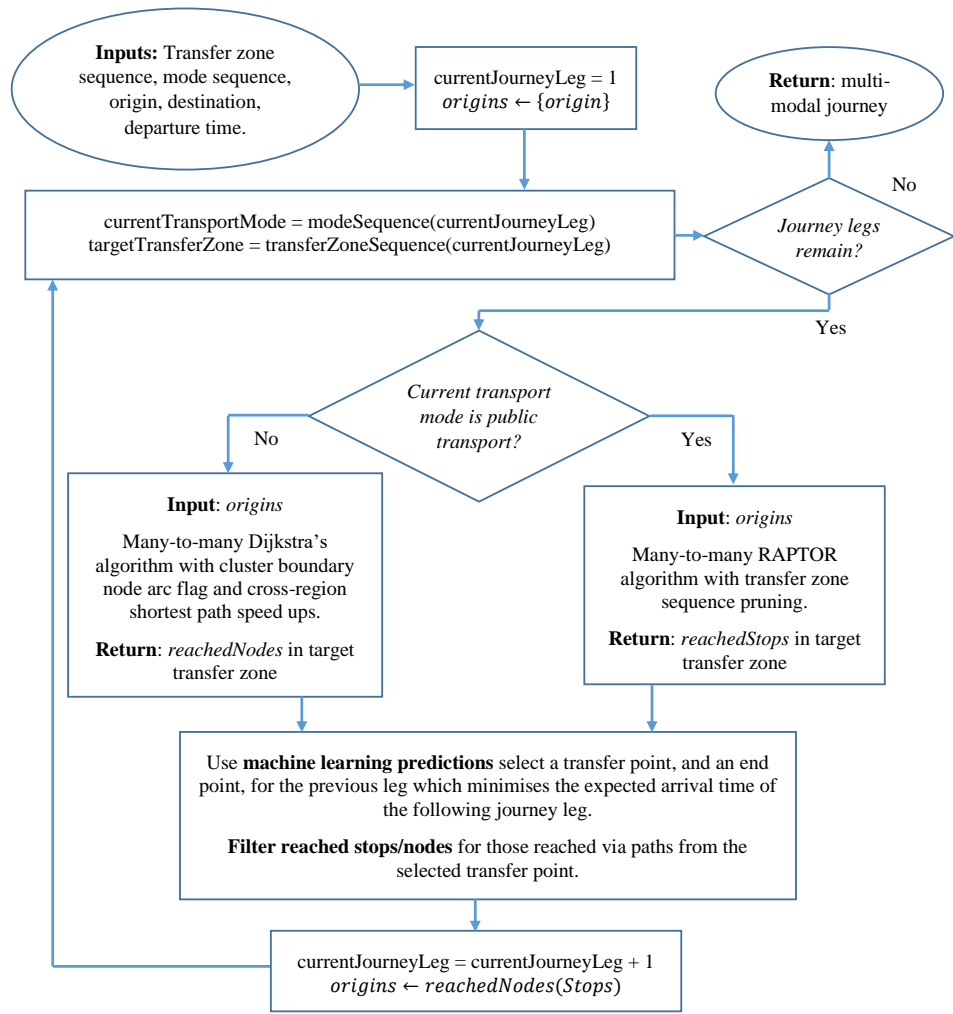 Inputs: Transfer zone
sequence, mode sequence,
origin, destination,
departure time.
currentJourneyLeg = 1
origins ← {origin}
Return: multi-
modal journey
currentTransportMode = modeSequence(currentJourneyLeg)
targetTransferZone = transferZoneSequence(currentJourneyLeg)
Journey legs
remain?
No
Yes
Current transport
mode is public
transport?
No
Yes
Input: origins
Many-to-many Dijkstra's
algorithm with cluster boundary
node arc flag and cross-region
shortest path speed ups.
Return: reachedNodes in target
transfer zone
Input: origins
Many-to-many RAPTOR
algorithm with transfer zone
sequence pruning.
Return: reachedStops in target
transfer zone
Use machine learning predictions select a transfer point, and an end
point, for the previous leg which minimises the expected arrival time of
the following journey leg.
Filter reached stops/nodes for those reached via paths from the
selected transfer point.
currentJourneyLeg = currentJourneyLeg + 1
origins ← reachedNodes(Stops)